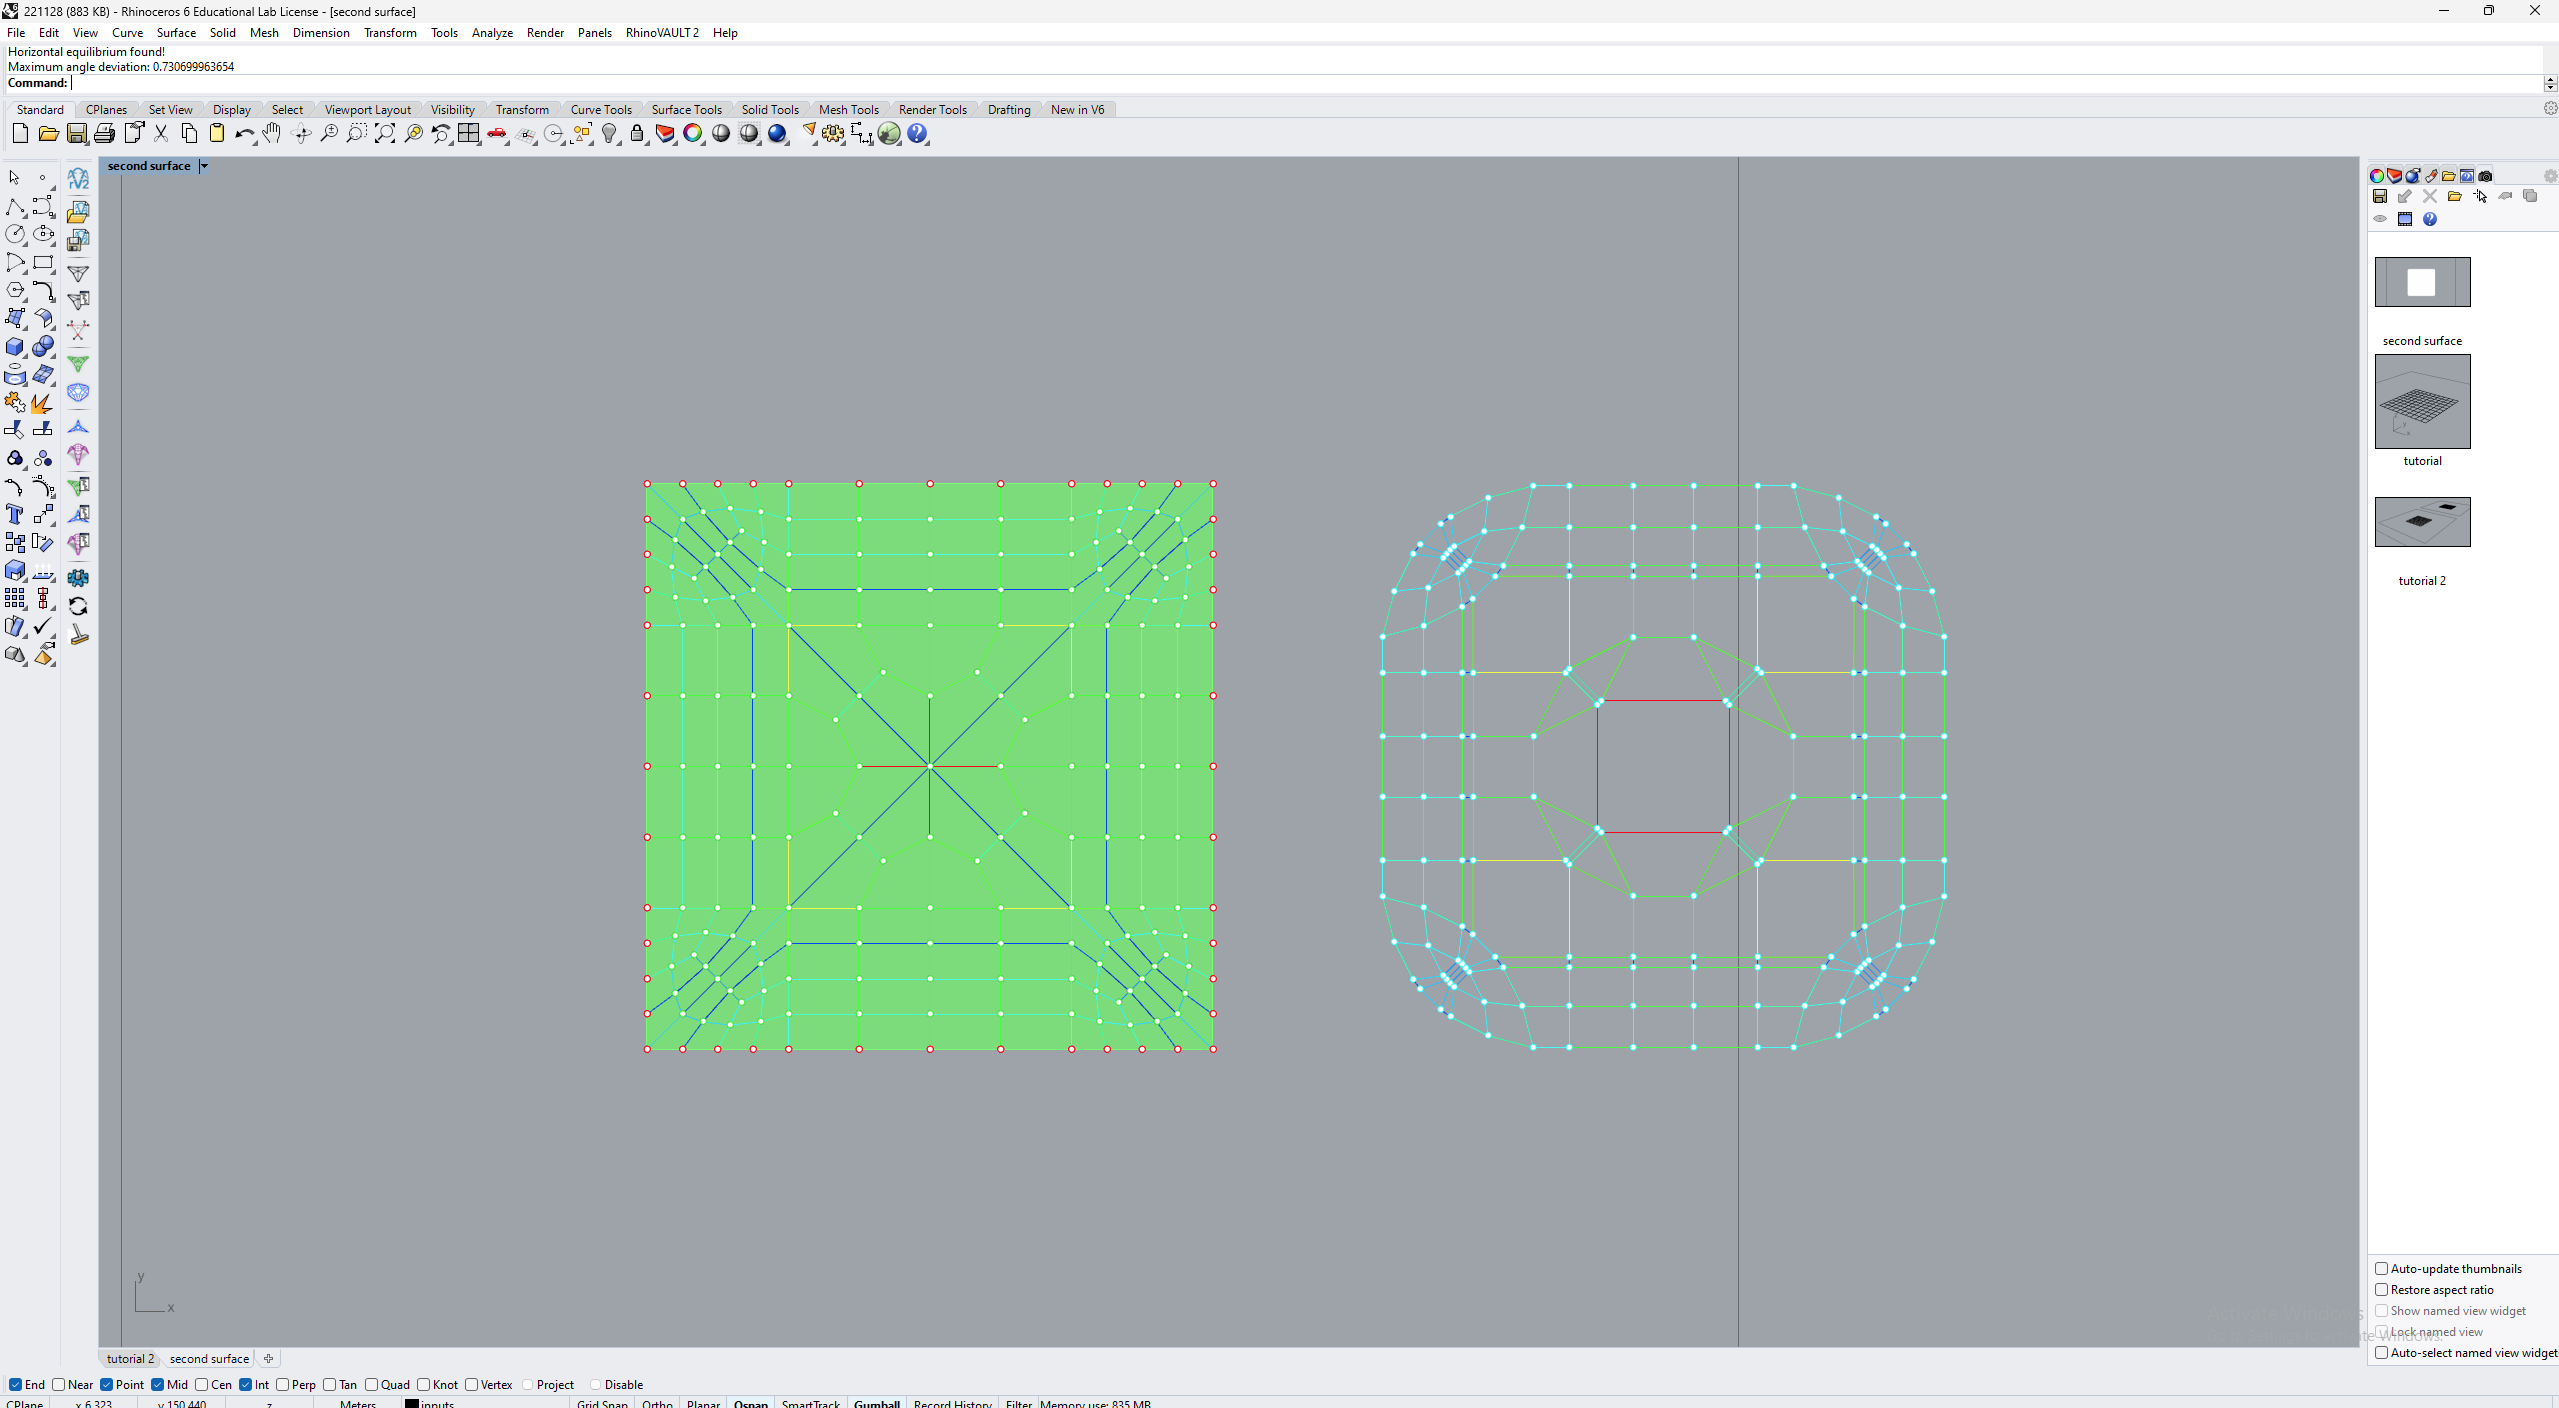 221128 (883 KB) - Rhinoceros 6 Educational Lab License - [second surface]
File Edit View Curve Surface Solid Mesh Dimension Transform Tools Analyze Render Panels RhinoVAULT2 Help
Horizontal equilibrium found!
Maximum angle deviation: 0.730699963654
Command:
Standard CPlanes Set View Display Select Viewport Layout Visibility Transform Curve Tools Surface Tools Solid Tools Mesh Tools Render Tools Drafting New in V6
second surface
rV2
second surface
tutorial
tutorial 2
y
x
Auto-update thumbnails
Restore aspect ratio
Show named view widget
Lock named view
Auto-select named view widget
Activate Windows
tutorial 2 second surface
End Near Point Mid Cen Int Perp Tan Quad Knot Vertex Project Disable
CPlane x 6.323 y 150.440 z Meters inputs Grid Snap Ortho Planar Osnap SmartTrack Gumball Record History Filter Memory use: 835 MB